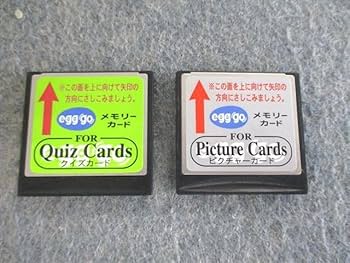 ※この面を上に向けて矢印の
方向にさしこみましょう。
egg go
メモリー
カード
FOR
Quiz Cards
クイズカード
※この面を上に向けて矢印の
方向にさしこみましょう。
egg go
メモリー
カード
FOR
Picture Cards
ピクチャーカード